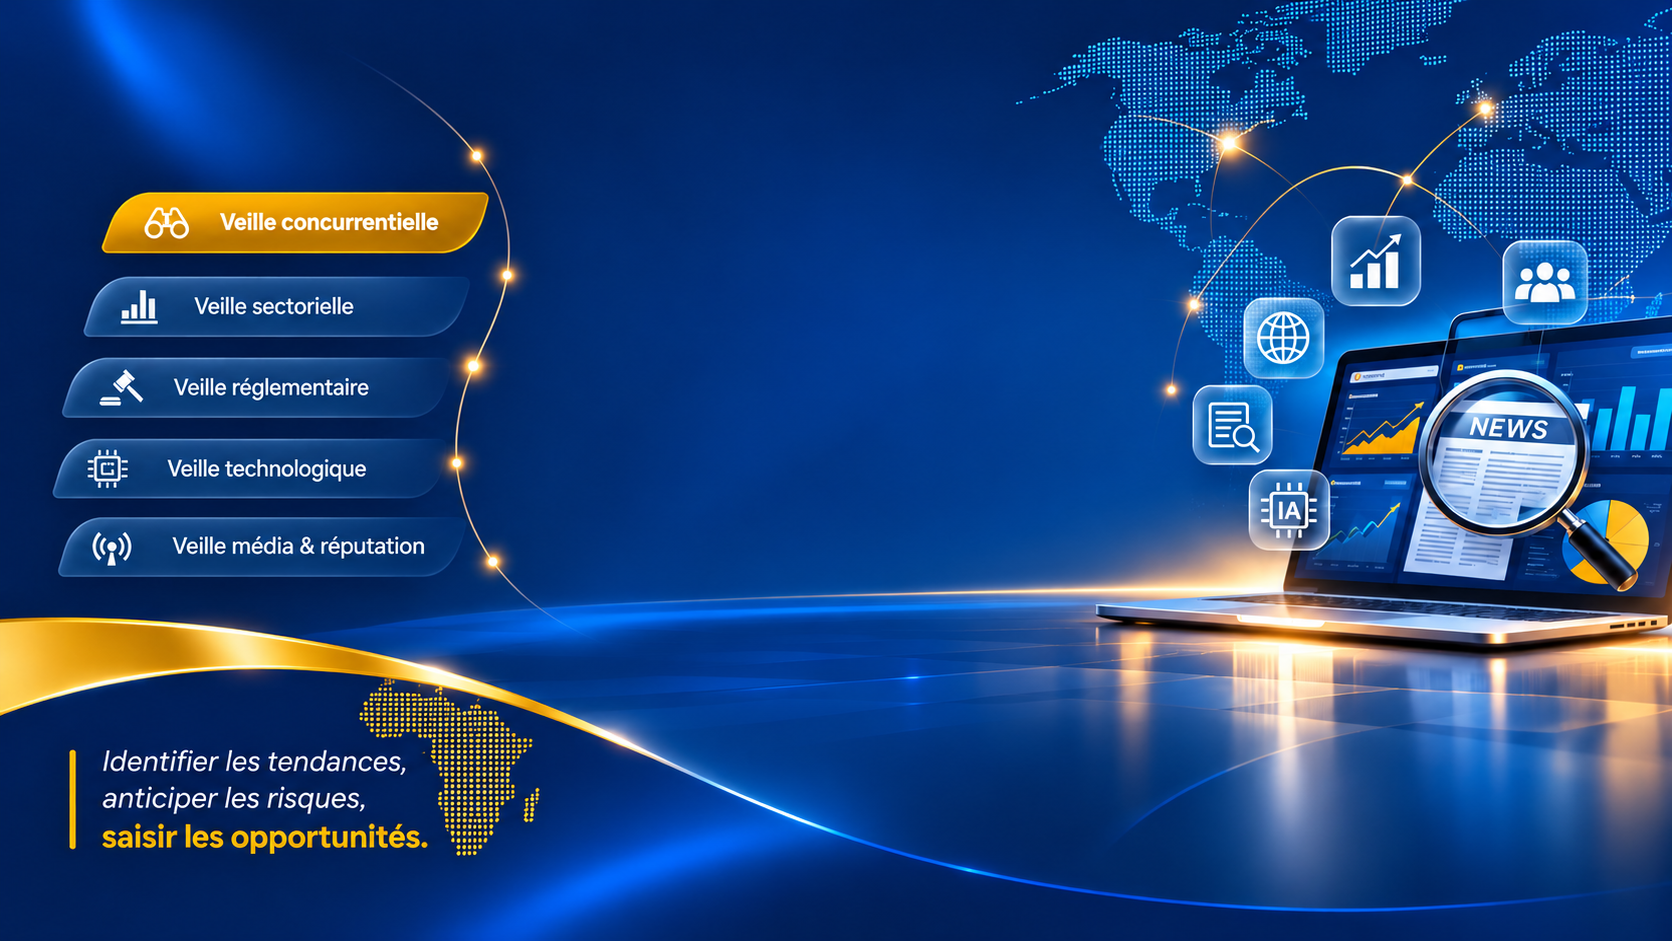 Veille concurrentielle
Veille sectorielle
Veille réglementaire
Veille technologique
Veille média & réputation
Identifier les tendances,
anticiper les risques,
saisir les opportunités.
IA
NEWS